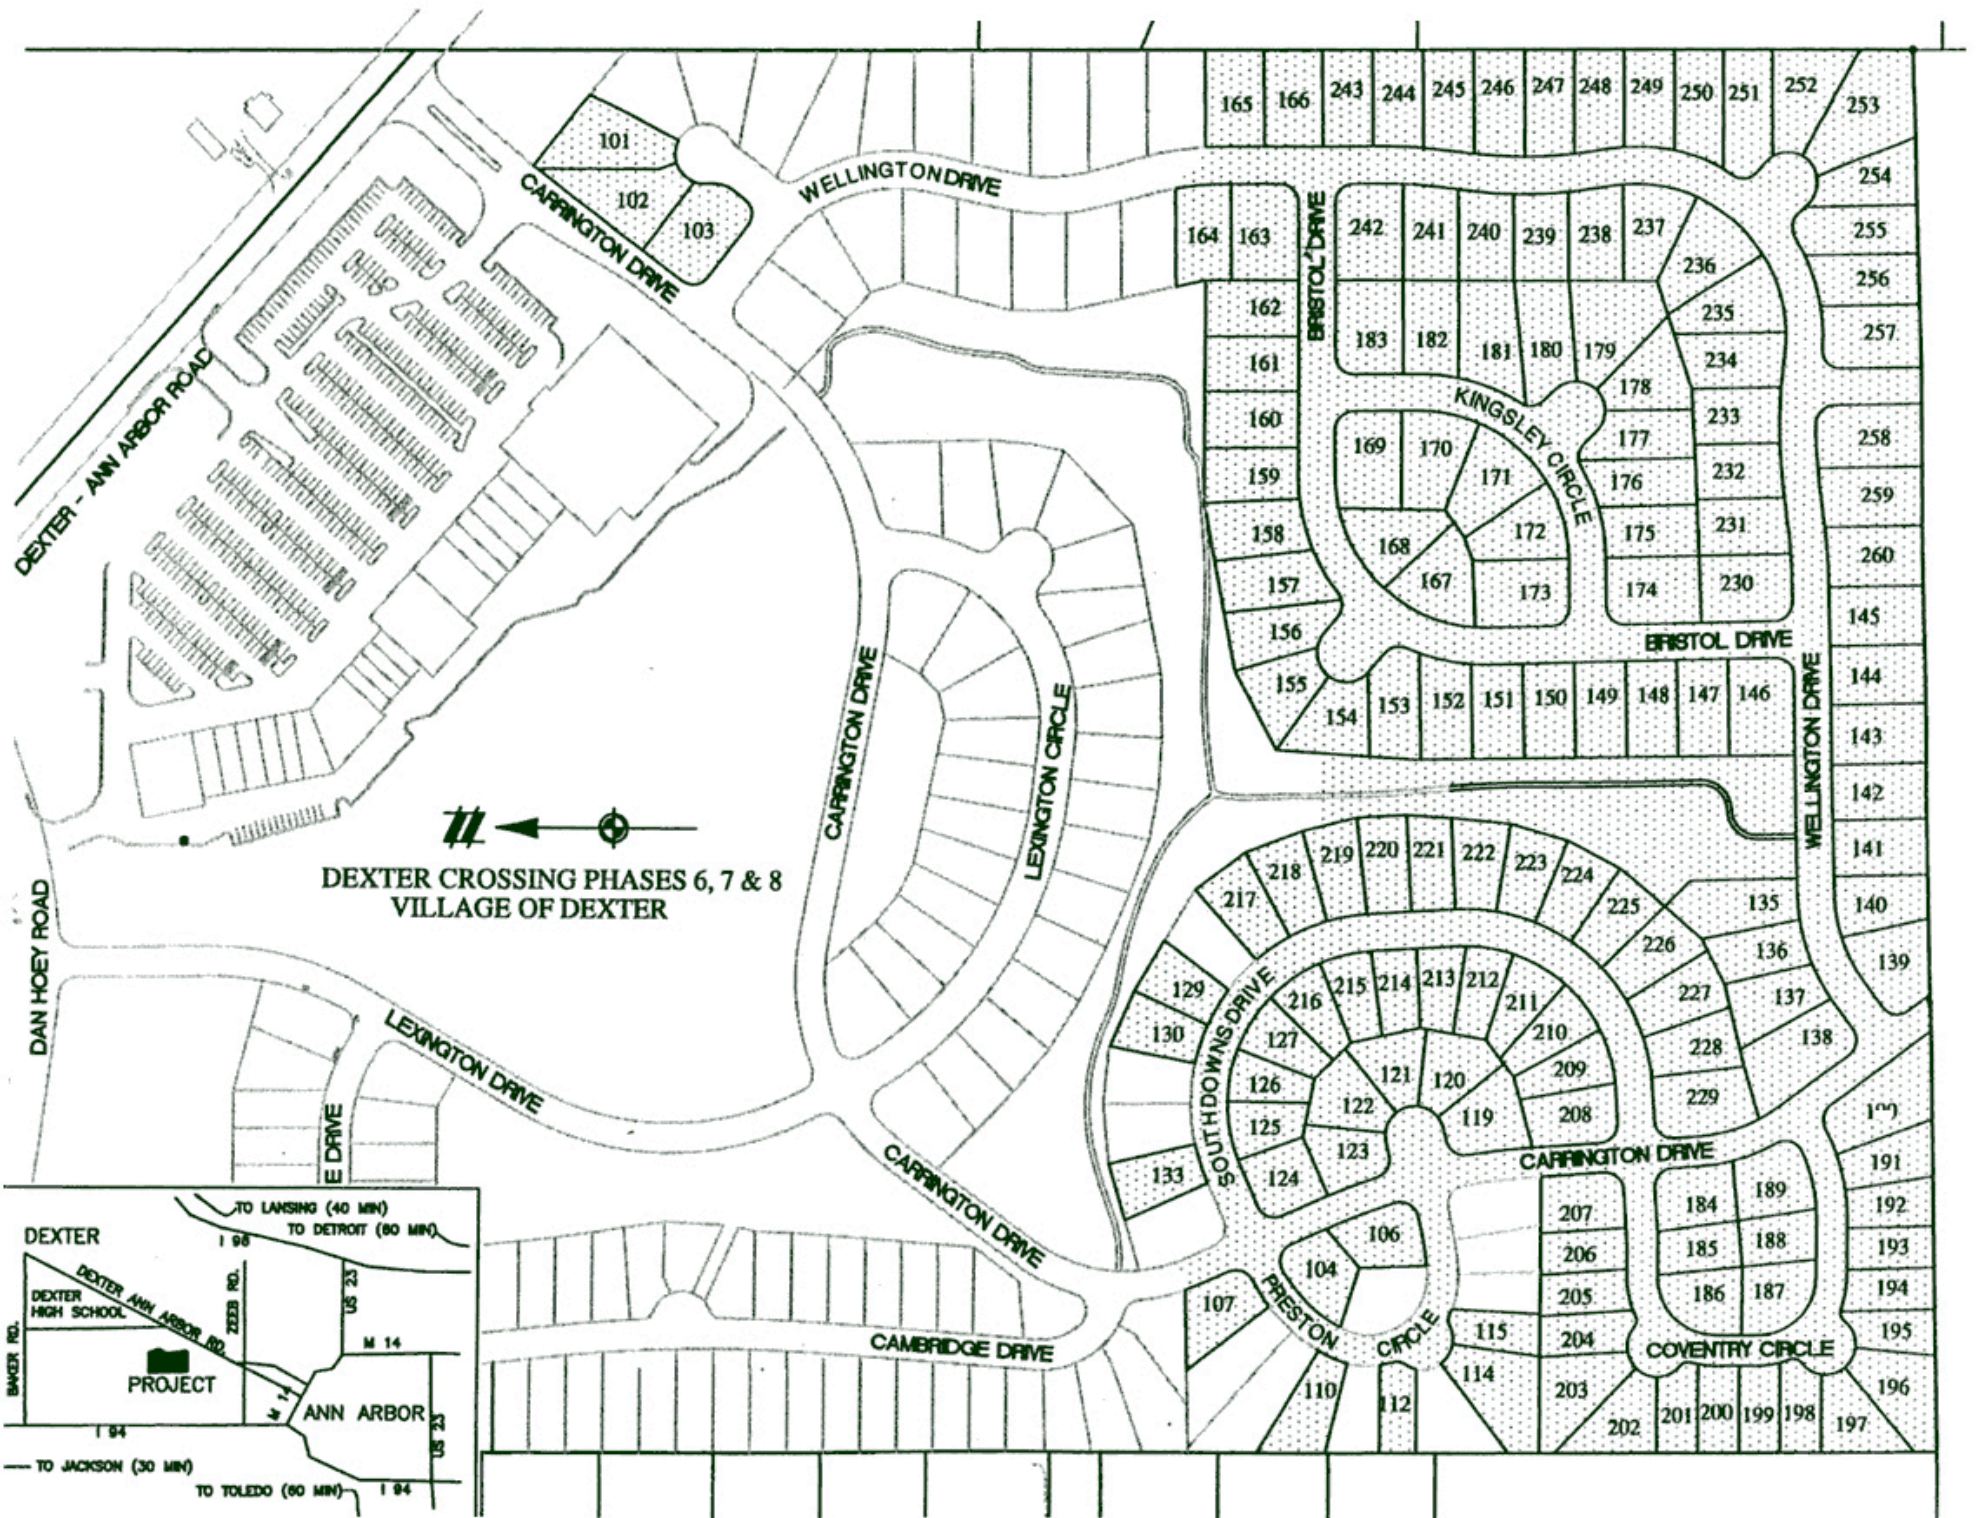 165 166 243 244 245 246 247 248 249 250 251 252 253
101
102
103
CARRINGTON DRIVE
WELLINGTON DRIVE
164 163
BRISTOL DRIVE
242 241 240 239 238 237
236
254
255
256
257
235
234
233
232
231
230
162
161
160
159
158
157
156
155
154 153 152 151 150 149 148 147 146
183 182 181 180 179
178
177
176
175
174
KINGSLEY CIRCLE
169 170
171
172
173
168
167
BRISTOL DRIVE
258
259
260
145
144
143
142
141
140
139
WELLINGTON DRIVE
DEXTER - ANN ARBOR ROAD
CARRINGTON DRIVE
LEXINGTON CIRCLE
DEXTER CROSSING PHASES 6, 7 & 8
VILLAGE OF DEXTER
DAN HOEY ROAD
LEXINGTON DRIVE
E DRIVE
CARRINGTON DRIVE
CAMBRIDGE DRIVE
217 218 219 220 221 222 223 224 225
226
227
228
229
135
136
137
138
129
130
133
SOUTHDOWNS DRIVE
216 215 214 213 212 211
210
209
208
127
126
125
124
121 120
122
123
119
CARRINGTON DRIVE
106
104
107
PRESTON
CIRCLE
110
112
114
115
207
206
205
204
203
202
201 200 199 198 197
184 189
185 188
186 187
COVENTRY CIRCLE
191
192
193
194
195
196
DEXTER
TO LANSING (40 MIN)
TO DETROIT (60 MIN)
I 96
DEXTER ANN ARBOR RD.
DEXTER
HIGH SCHOOL
ZEEB RD.
US 23
BAKER RD.
M 14
PROJECT
M 14
ANN ARBOR
US 23
I 94
TO JACKSON (30 MIN)
TO TOLEDO (60 MIN)
I 94